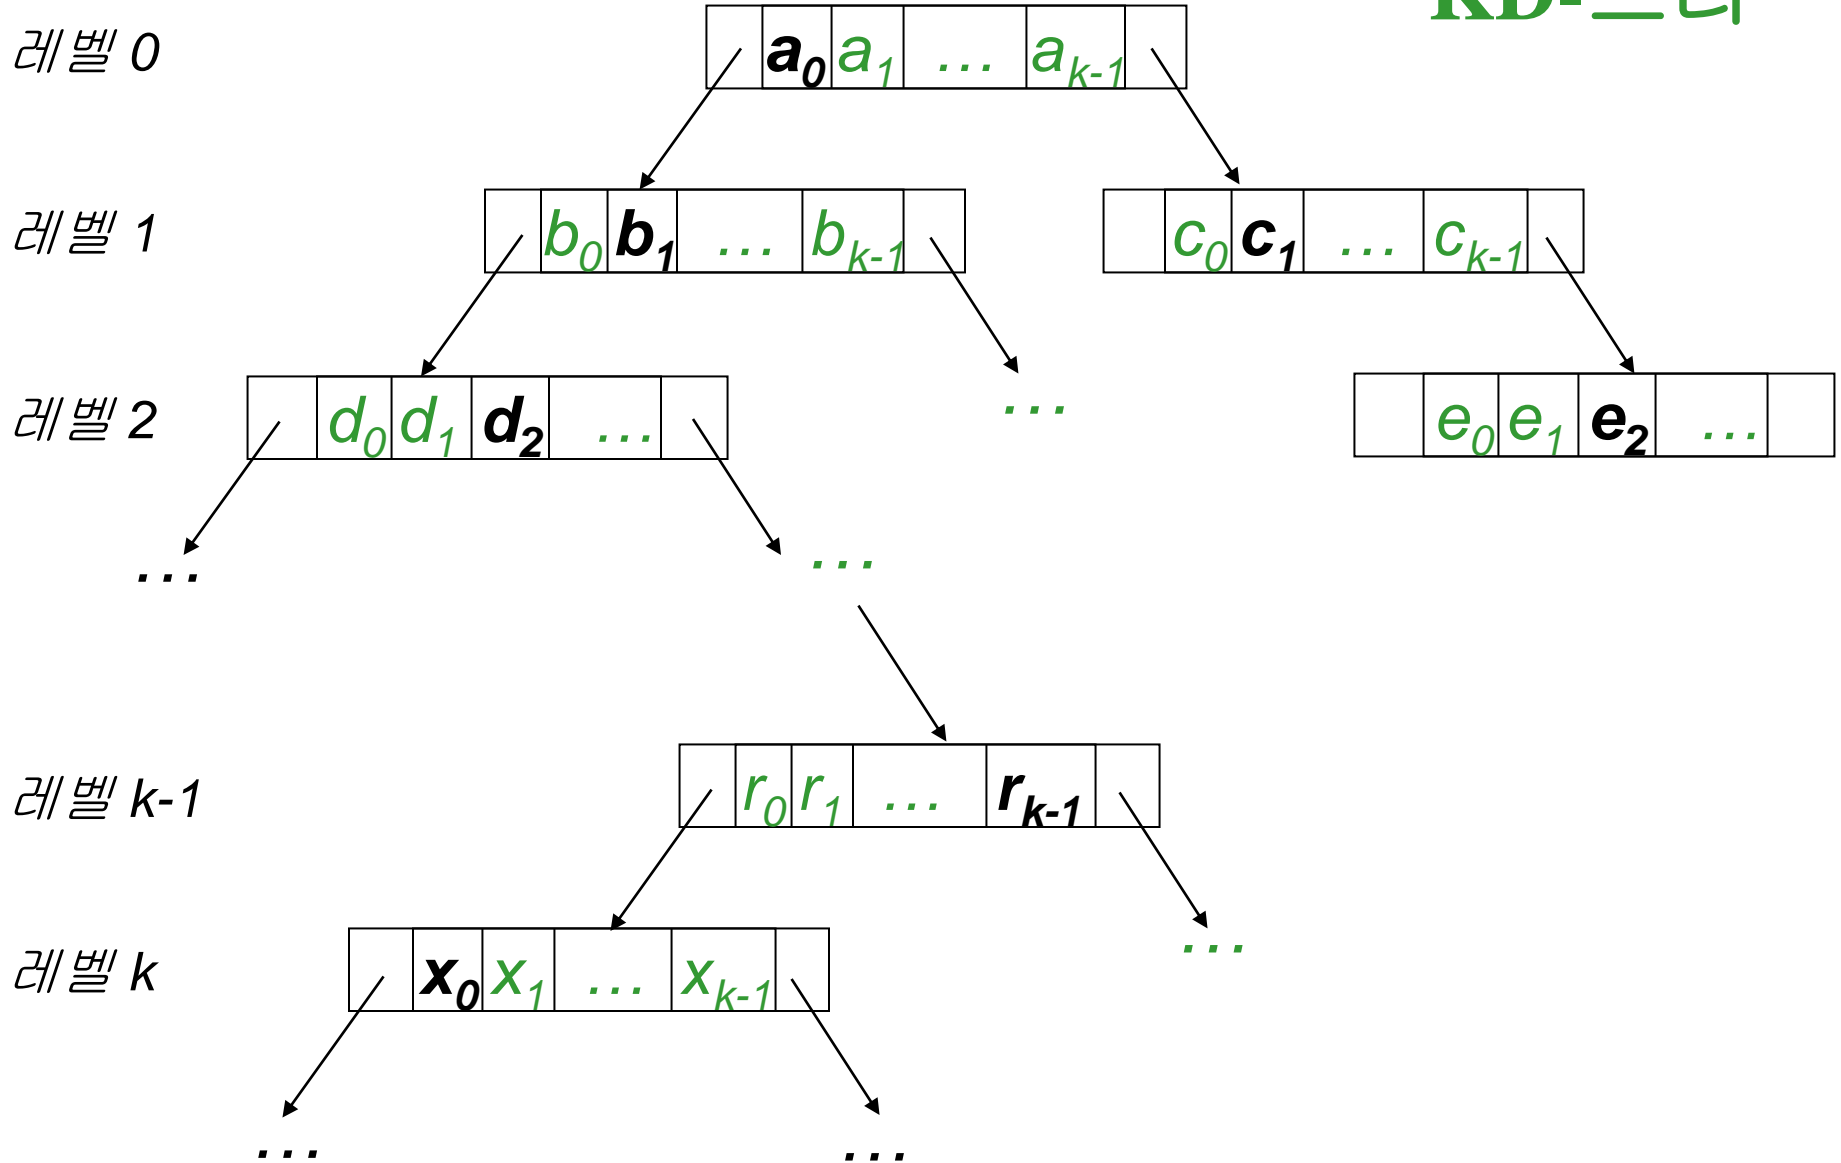 KD-트리
레벨 0 a0 a1 … ak-1
레벨 1 b0 b1 … bk-1 c0 c1 … ck-1
레벨 2 d0 d1 d2 … … e0 e1 e2 …
… …
레벨 k-1 r0 r1 … rk-1
레벨 k x0 x1 … xk-1 …
… …